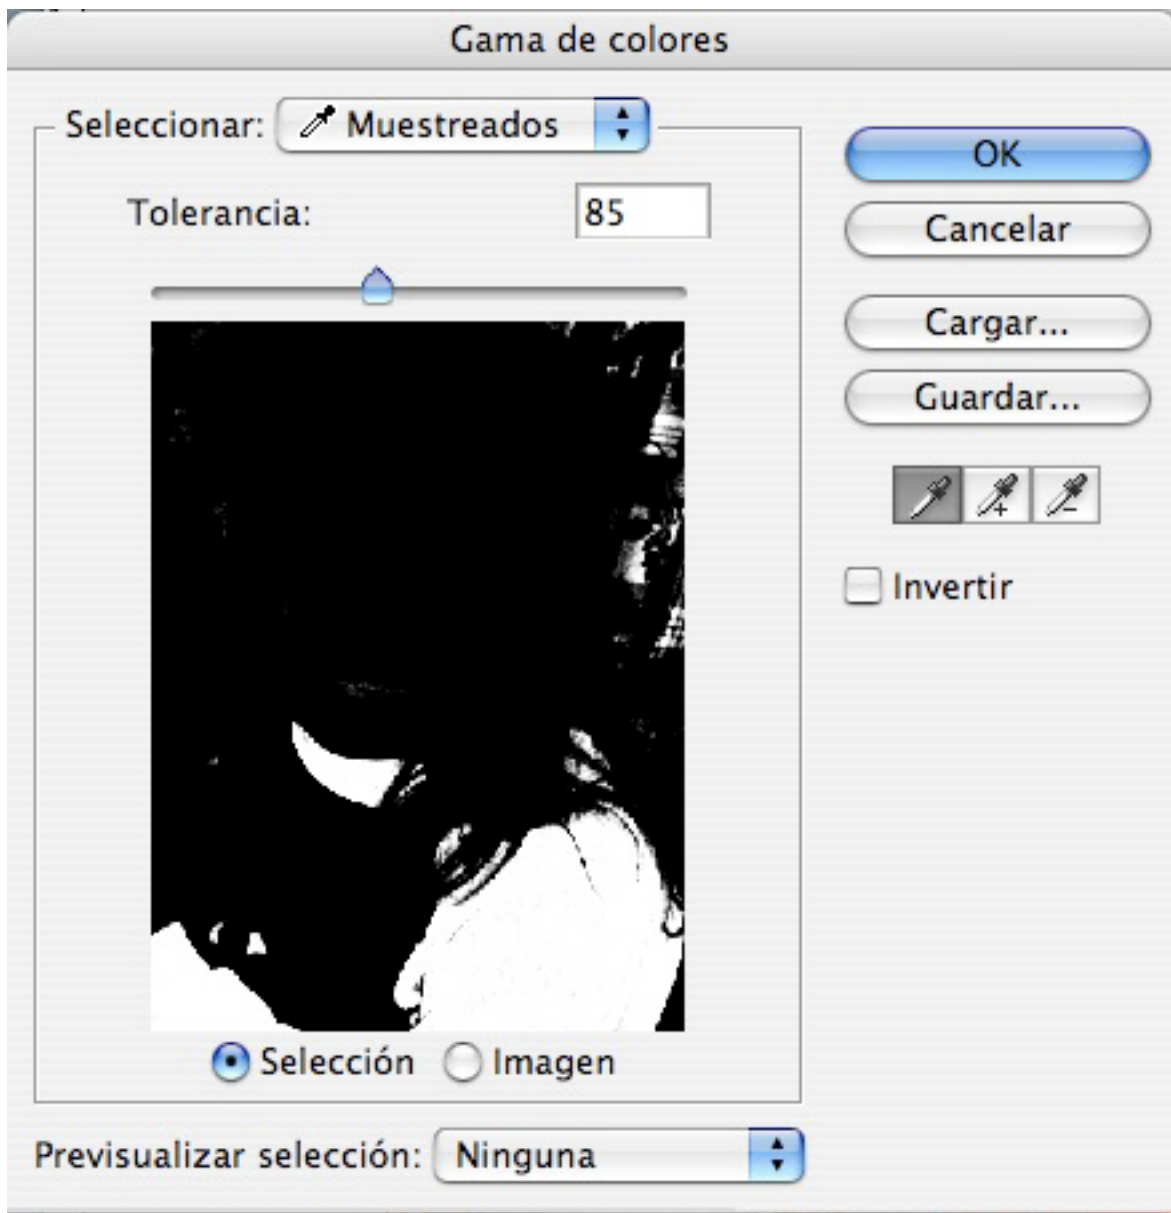 Gama de colores
Seleccionar: Muestreados
OK
Tolerancia: 85
Cancelar
Cargar...
Guardar...
Invertir
Selección Imagen
Previsualizar selección: Ninguna